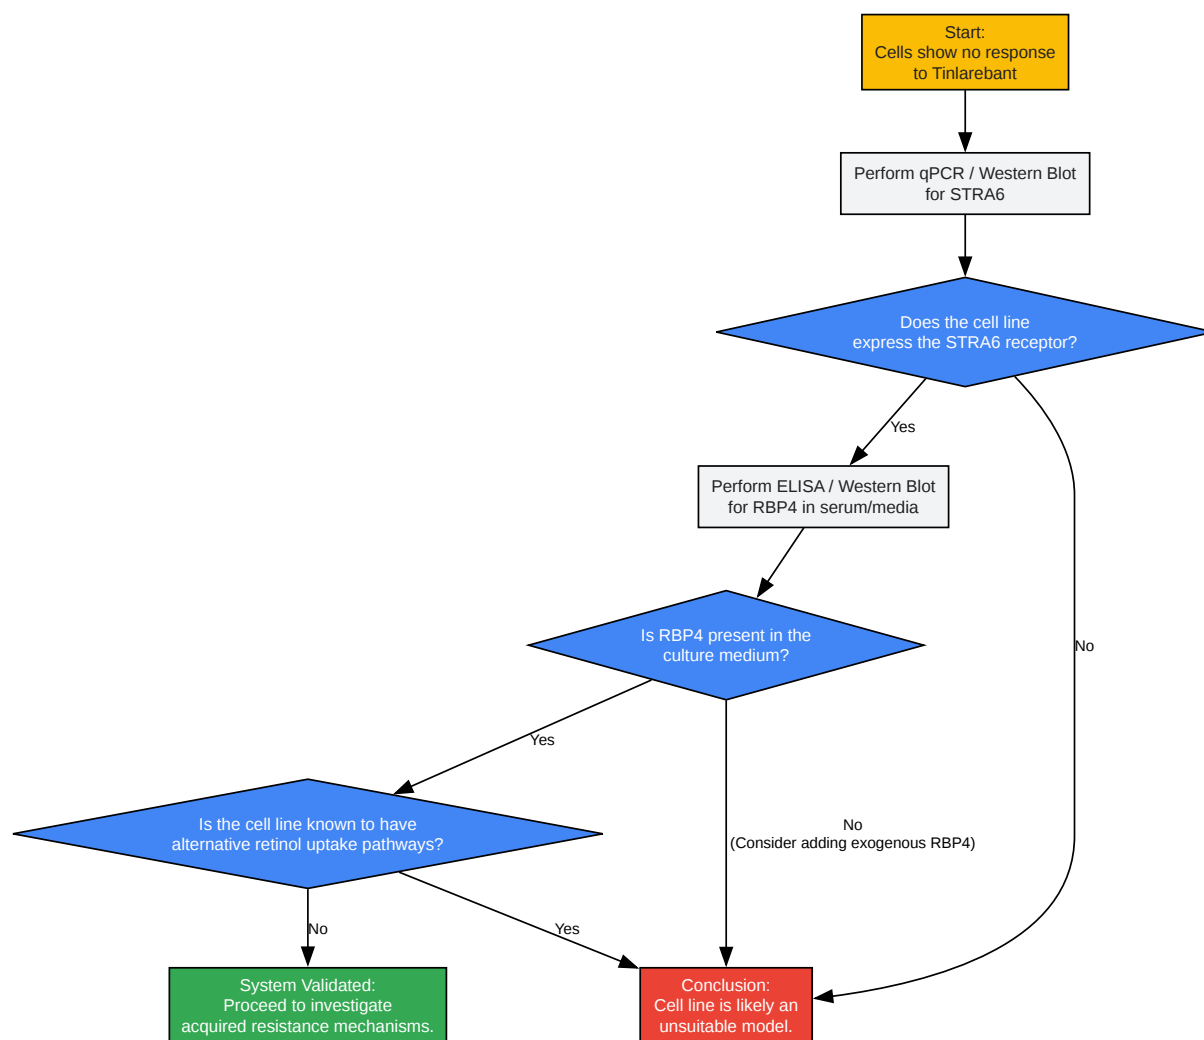 Start:
Cells show no response
to Tinlarebant
Perform qPCR / Western Blot
for STRA6
Does the cell line
express the STRA6 receptor?
Yes
Perform ELISA / Western Blot
for RBP4 in serum/media
Is RBP4 present in the
culture medium?
No
Yes
Is the cell line known to have
alternative retinol uptake pathways?
No
(Consider adding exogenous RBP4)
No
Yes
System Validated:
Proceed to investigate
acquired resistance mechanisms.
Conclusion:
Cell line is likely an
unsuitable model.